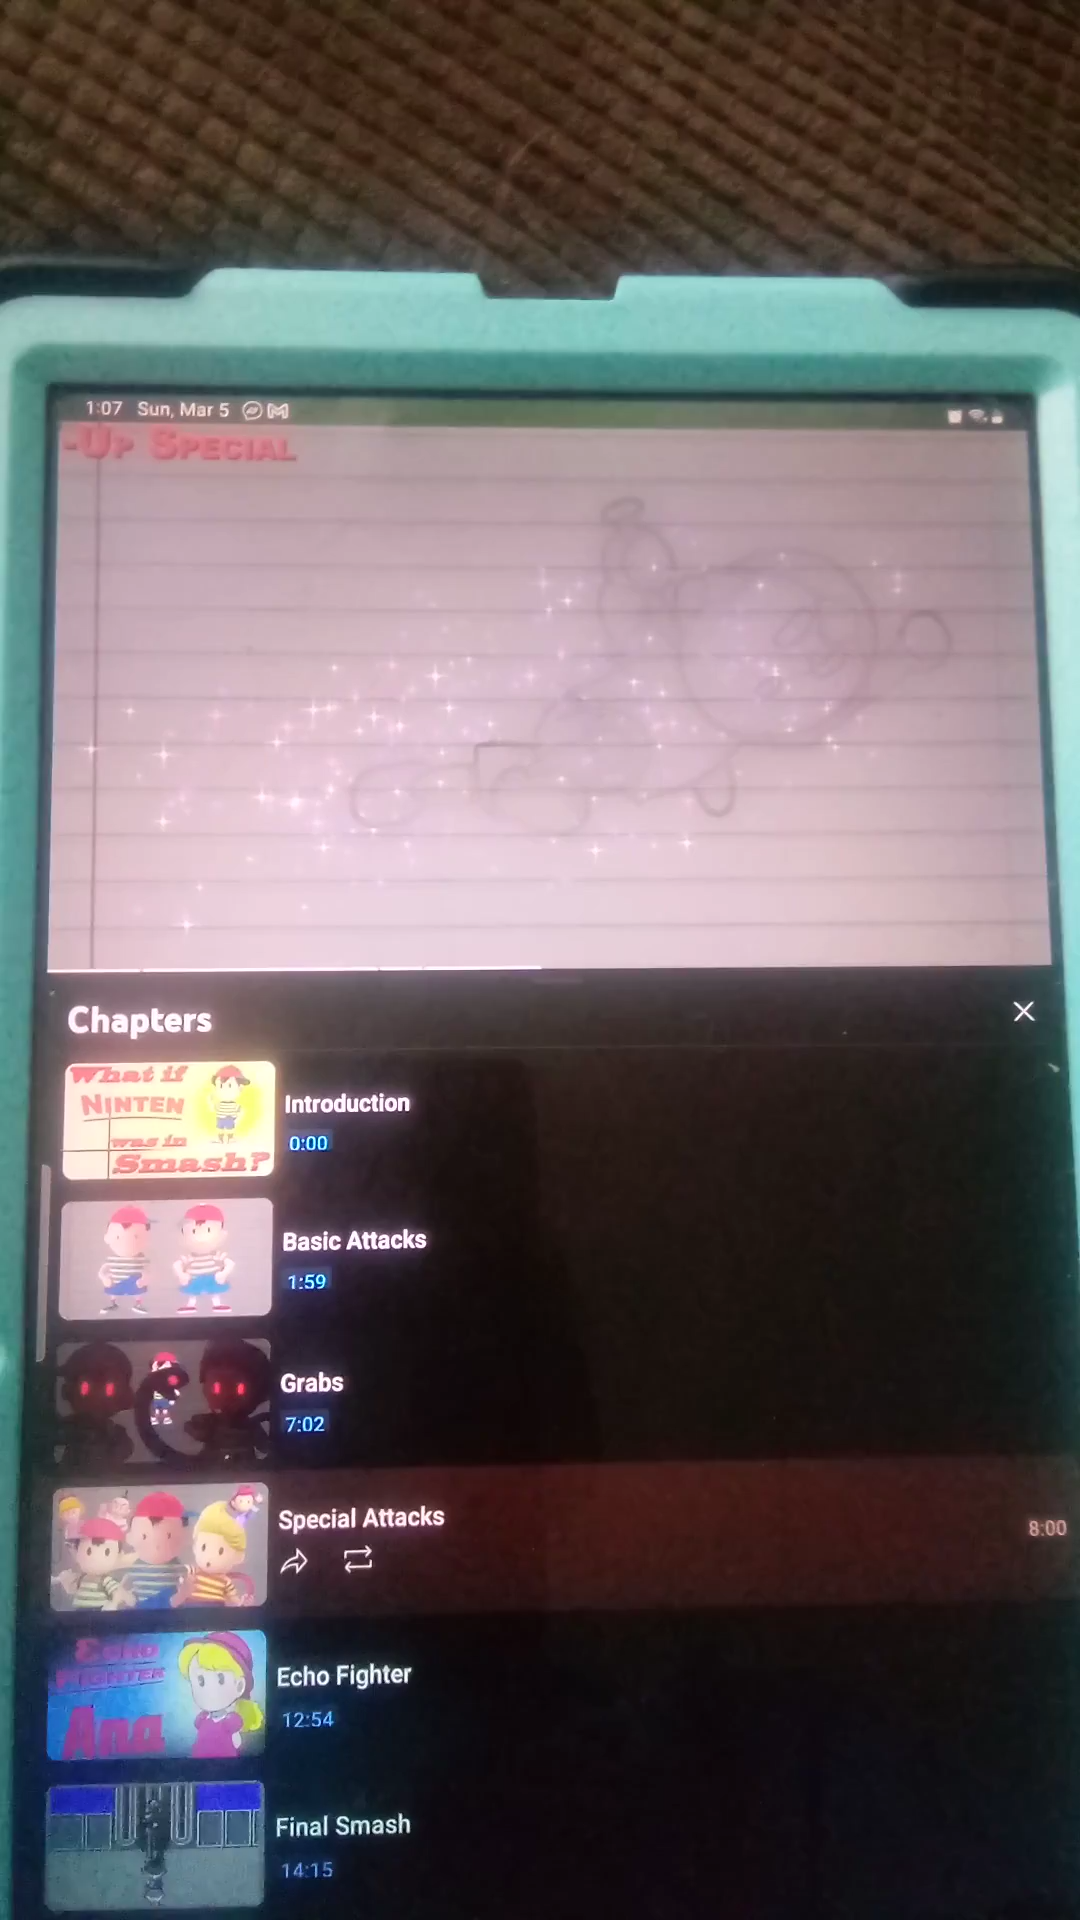 1:07 Sun, Mar 5
-Up Special
Chapters
What if
Ninten
was in
Smash?
Introduction
0:00
Basic Attacks
1:59
Grabs
7:02
Special Attacks
8:00
Echo
Fighter
Ana
Echo Fighter
12:54
Final Smash
14:15